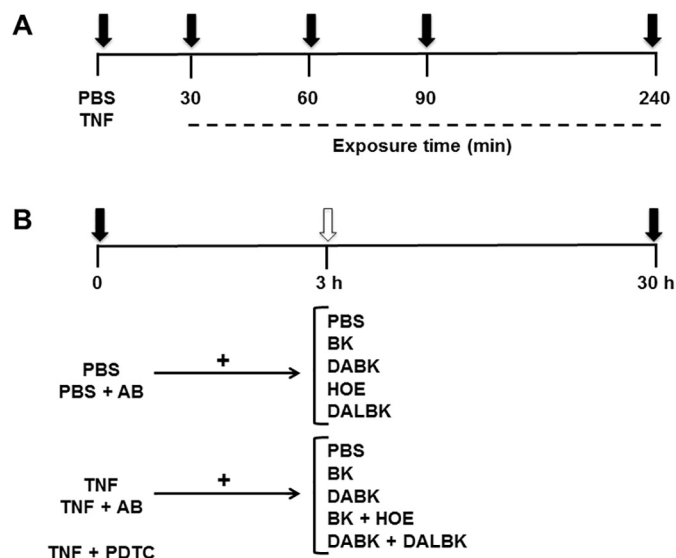 A
PBS
TNF
30
60
90
240
Exposure time (min)
B
0
3 h
30 h
PBS
PBS + AB
+
PBS
BK
DABK
HOE
DALBK
TNF
TNF + AB
+
PBS
BK
DABK
BK + HOE
DABK + DALBK
TNF + PDTC